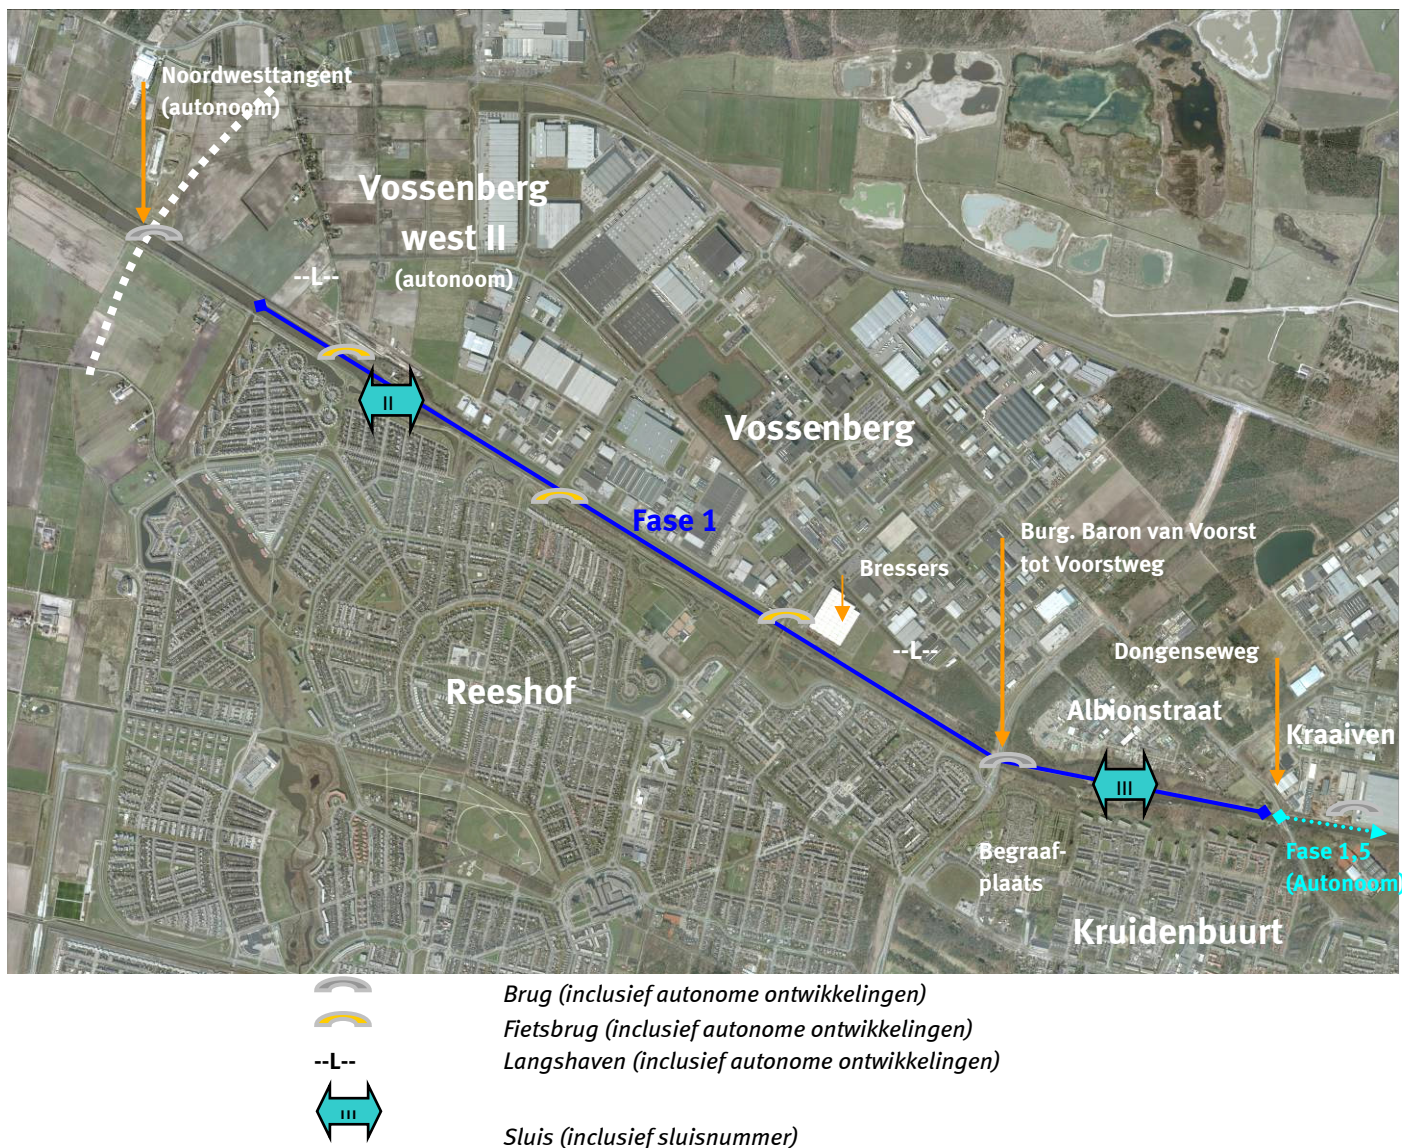 Noordwesttangent
(autonoom)
Vossenberg
west II
(autonoom)
--L--
II
Vossenberg
Fase 1
Burg. Baron van Voorst
tot Voorstweg
Bressers
--L--
Dongenseweg
Reeshof
Albionstraat
Kraaiven
III
Begraaf-
plaats
Fase 1,5
(Autonoom)
Kruidenbuurt
Brug (inclusief autonome ontwikkelingen)
Fietsbrug (inclusief autonome ontwikkelingen)
--L-- Langshaven (inclusief autonome ontwikkelingen)
III
Sluis (inclusief sluisnummer)